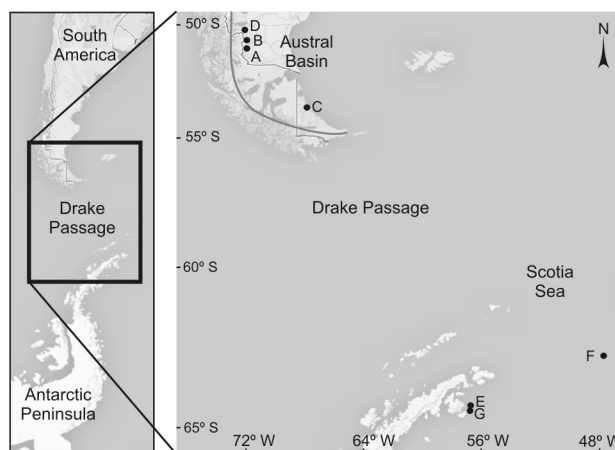 South
America
Drake
Passage
Antarctic
Peninsula
50° S
D
B
A
Austral
Basin
N
C
55° S
Drake Passage
60° S
Scotia
Sea
F
E
G
65° S
72° W
64° W
56° W
48° W